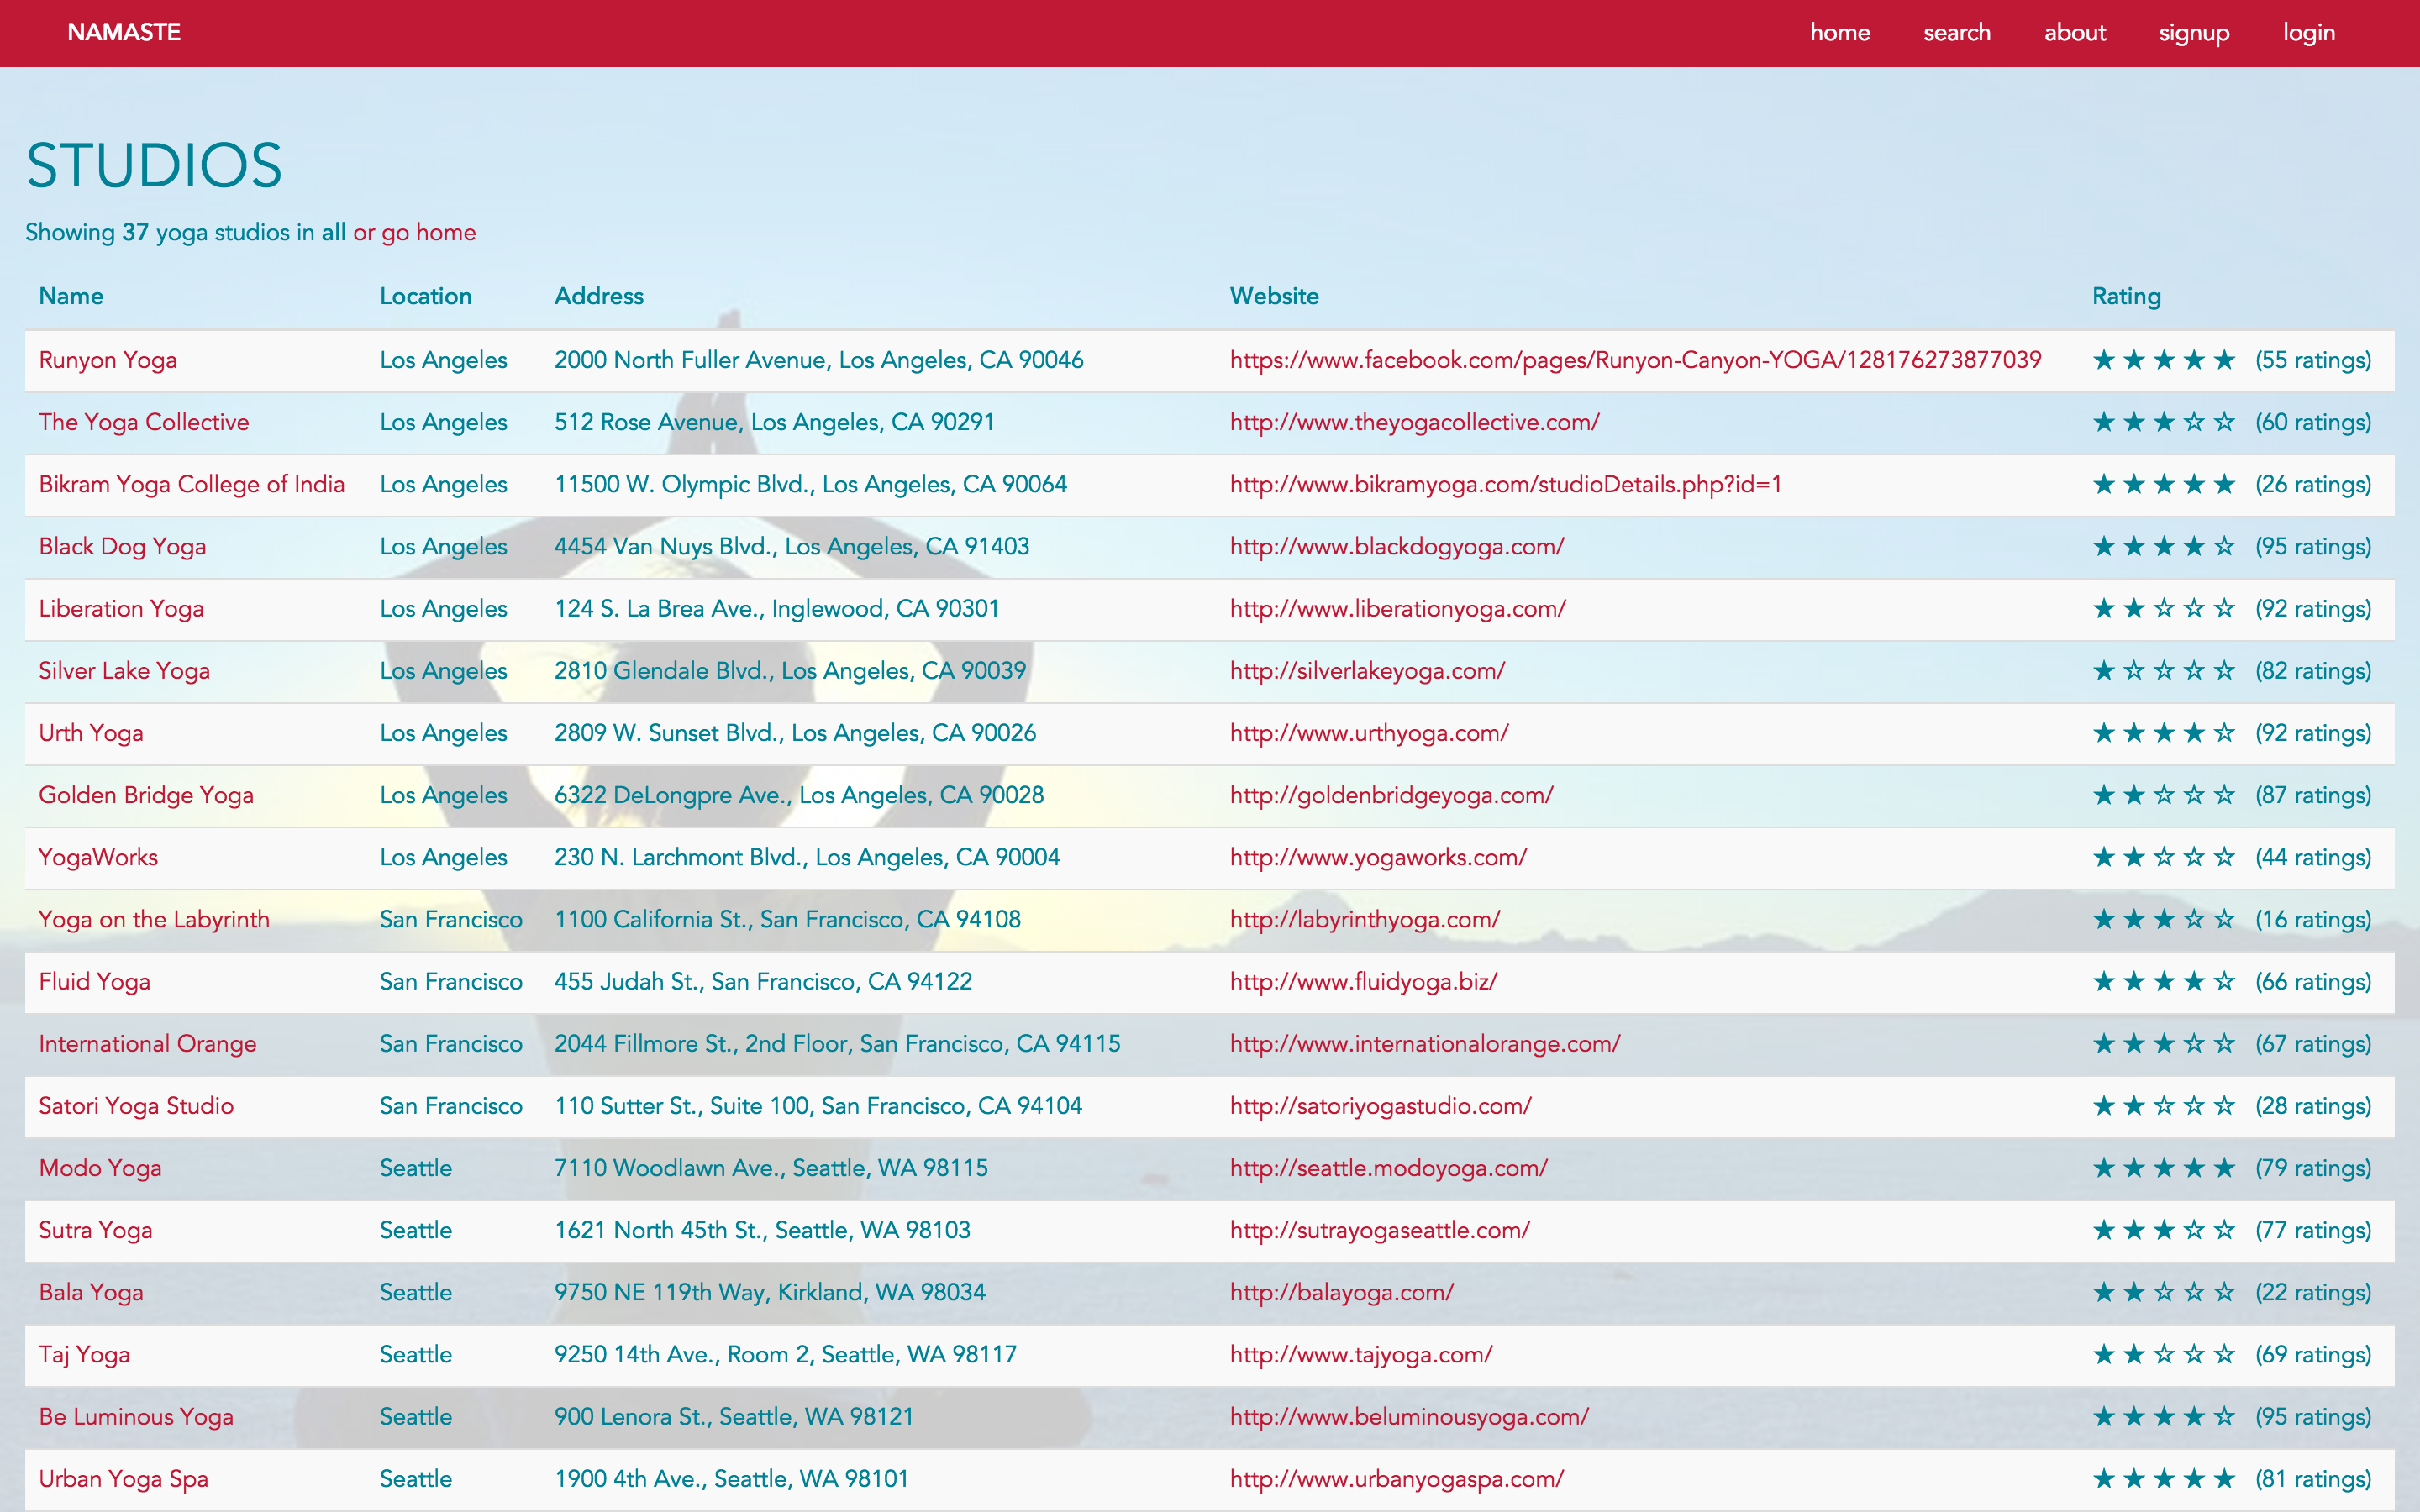 NAMASTE home search about signup login
STUDIOS
Showing 37 yoga studios in all or go home
Name Location Address Website Rating
Runyon Yoga Los Angeles 2000 North Fuller Avenue, Los Angeles, CA 90046 https://www.facebook.com/pages/Runyon-Canyon-YOGA/128176273877039 ★★★★★ (55 ratings)
The Yoga Collective Los Angeles 512 Rose Avenue, Los Angeles, CA 90291 http://www.theyogacollective.com/ ★★★☆☆ (60 ratings)
Bikram Yoga College of India Los Angeles 11500 W. Olympic Blvd., Los Angeles, CA 90064 http://www.bikramyoga.com/studioDetails.php?id=1 ★★★★★ (26 ratings)
Black Dog Yoga Los Angeles 4454 Van Nuys Blvd., Los Angeles, CA 91403 http://www.blackdogyoga.com/ ★★★★☆ (95 ratings)
Liberation Yoga Los Angeles 124 S. La Brea Ave., Inglewood, CA 90301 http://www.liberationyoga.com/ ★★☆☆☆ (92 ratings)
Silver Lake Yoga Los Angeles 2810 Glendale Blvd., Los Angeles, CA 90039 http://silverlakeyoga.com/ ★☆☆☆☆ (82 ratings)
Urth Yoga Los Angeles 2809 W. Sunset Blvd., Los Angeles, CA 90026 http://www.urthyoga.com/ ★★★★☆ (92 ratings)
Golden Bridge Yoga Los Angeles 6322 DeLongpre Ave., Los Angeles, CA 90028 http://goldenbridgeyoga.com/ ★★☆☆☆ (87 ratings)
YogaWorks Los Angeles 230 N. Larchmont Blvd., Los Angeles, CA 90004 http://www.yogaworks.com/ ★★☆☆☆ (44 ratings)
Yoga on the Labyrinth San Francisco 1100 California St., San Francisco, CA 94108 http://labyrinthyoga.com/ ★★★☆☆ (16 ratings)
Fluid Yoga San Francisco 455 Judah St., San Francisco, CA 94122 http://www.fluidyoga.biz/ ★★★★☆ (66 ratings)
International Orange San Francisco 2044 Fillmore St., 2nd Floor, San Francisco, CA 94115 http://www.internationalorange.com/ ★★★☆☆ (67 ratings)
Satori Yoga Studio San Francisco 110 Sutter St., Suite 100, San Francisco, CA 94104 http://satoriyogastudio.com/ ★★☆☆☆ (28 ratings)
Modo Yoga Seattle 7110 Woodlawn Ave., Seattle, WA 98115 http://seattle.modoyoga.com/ ★★★★★ (79 ratings)
Sutra Yoga Seattle 1621 North 45th St., Seattle, WA 98103 http://sutrayogaseattle.com/ ★★★☆☆ (77 ratings)
Bala Yoga Seattle 9750 NE 119th Way, Kirkland, WA 98034 http://balayoga.com/ ★★☆☆☆ (22 ratings)
Taj Yoga Seattle 9250 14th Ave., Room 2, Seattle, WA 98117 http://www.tajyoga.com/ ★★☆☆☆ (69 ratings)
Be Luminous Yoga Seattle 900 Lenora St., Seattle, WA 98121 http://www.beluminousyoga.com/ ★★★★☆ (95 ratings)
Urban Yoga Spa Seattle 1900 4th Ave., Seattle, WA 98101 http://www.urbanyogaspa.com/ ★★★★★ (81 ratings)